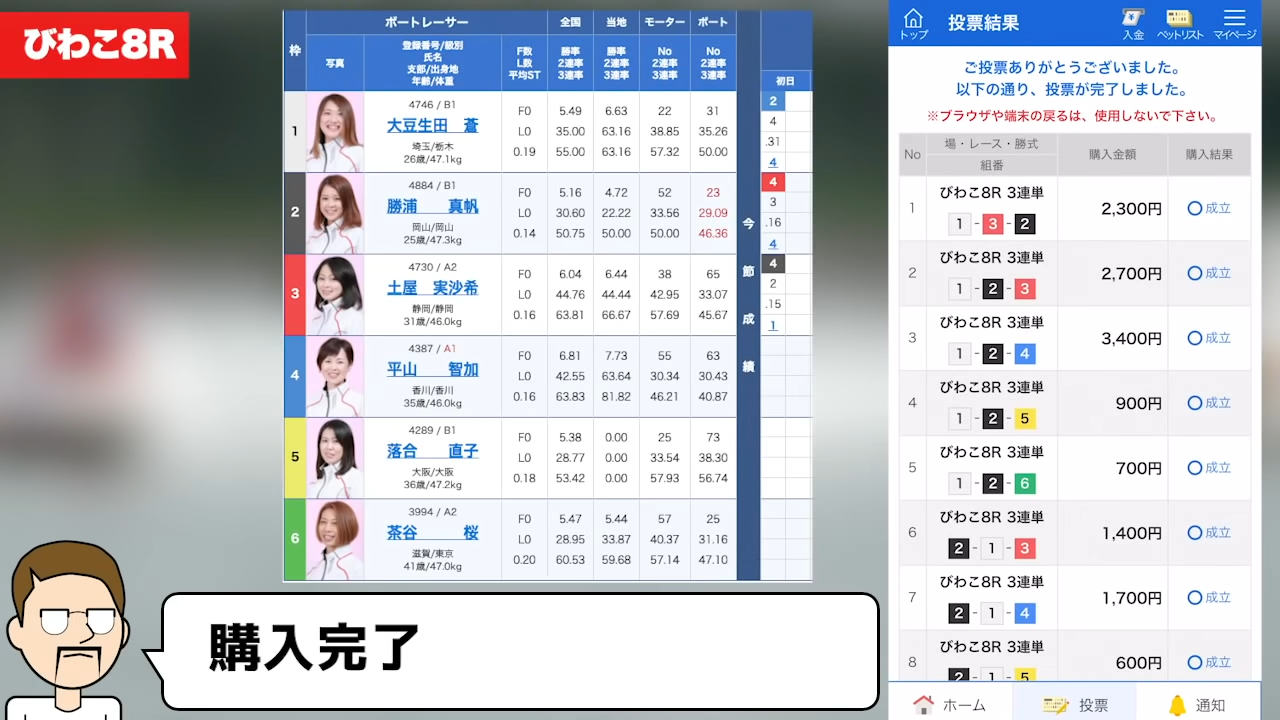 びわこ8R
枠
ボートレーサー
全国
当地
モーター
ボート
写真
登録番号/級別
氏名
支部/出身地
年齢/体重
F数
L数
平均ST
勝率
2連率
3連率
勝率
2連率
3連率
No
2連率
3連率
No
2連率
3連率
今節成績
初日
1
4746 / B1
大豆生田 蒼
埼玉/栃木
26歳/47.1kg
F0
L0
0.19
5.49
35.00
55.00
6.63
63.16
63.16
22
38.85
57.32
31
35.26
50.00
2
4
.31
4
2
4884 / B1
勝浦 真帆
岡山/岡山
25歳/47.3kg
F0
L0
0.14
5.16
30.60
50.75
4.72
22.22
50.00
52
33.56
50.00
23
29.09
46.36
4
3
.16
4
3
4730 / A2
土屋 実沙希
静岡/静岡
31歳/46.0kg
F0
L0
0.16
6.04
44.76
63.81
6.44
44.44
66.67
38
42.95
57.69
65
33.07
45.67
4
2
.15
1
4
4387 / A1
平山 智加
香川/香川
35歳/46.0kg
F0
L0
0.16
6.81
42.55
63.83
7.73
63.64
81.82
55
30.34
46.21
63
30.43
40.87
5
4289 / B1
落合 直子
大阪/大阪
36歳/47.2kg
F0
L0
0.18
5.38
28.77
53.42
0.00
0.00
0.00
25
33.54
57.93
73
38.30
56.74
6
3994 / A2
茶谷 桜
滋賀/東京
41歳/47.0kg
F0
L0
0.20
5.47
28.95
60.53
5.44
33.87
59.68
57
40.37
57.14
25
31.16
47.10
購入完了
トップ
投票結果
入金
ベットリスト
マイページ
ご投票ありがとうございました。
以下の通り、投票が完了しました。
※ブラウザや端末の戻るは、使用しないで下さい。
No
場・レース・勝式
組番
購入金額
購入結果
1
びわこ8R 3連単
1-3-2
2,300円
成立
2
びわこ8R 3連単
1-2-3
2,700円
成立
3
びわこ8R 3連単
1-2-4
3,400円
成立
4
びわこ8R 3連単
1-2-5
900円
成立
5
びわこ8R 3連単
1-2-6
700円
成立
6
びわこ8R 3連単
2-1-3
1,400円
成立
7
びわこ8R 3連単
2-1-4
1,700円
成立
8
びわこ8R 3連単
2-1-5
600円
成立
ホーム
投票
通知